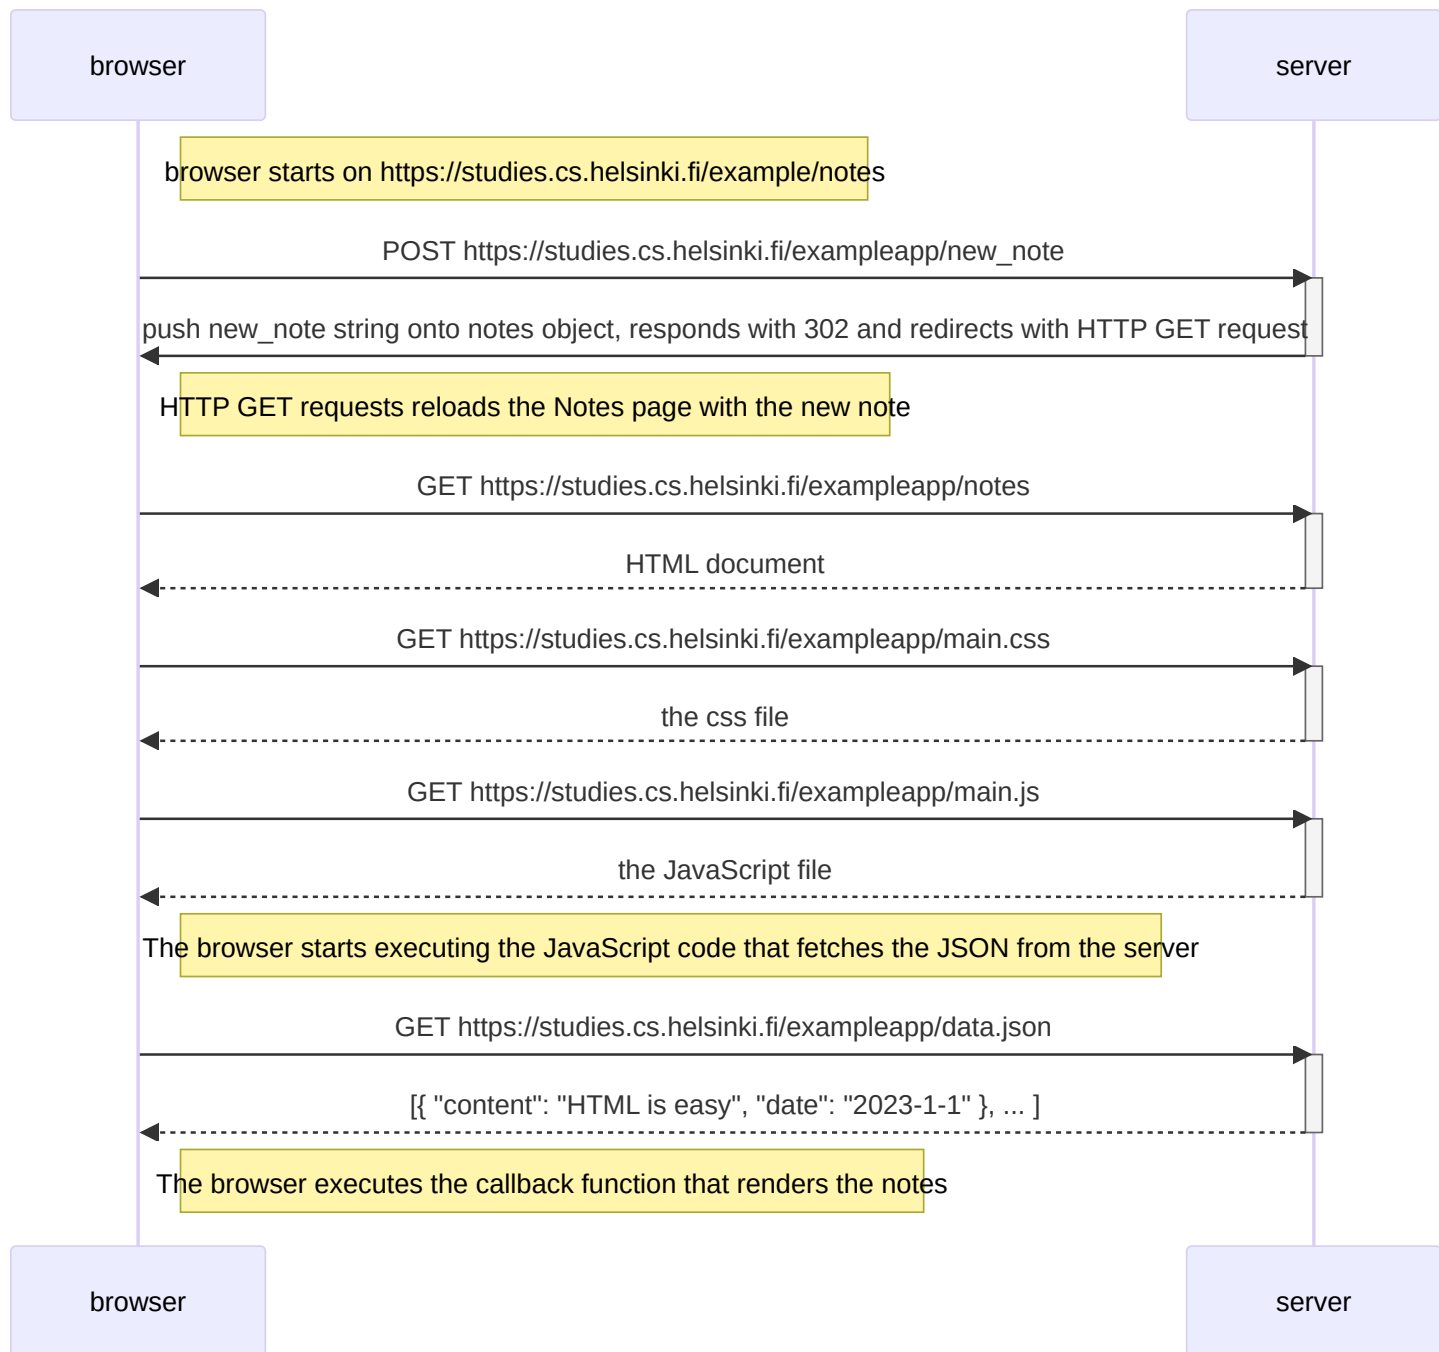 browser
server
browser starts on https://studies.cs.helsinki.fi/example/notes
POST https://studies.cs.helsinki.fi/exampleapp/new_note
push new_note string onto notes object, responds with 302 and redirects with HTTP GET request
HTTP GET requests reloads the Notes page with the new note
GET https://studies.cs.helsinki.fi/exampleapp/notes
HTML document
GET https://studies.cs.helsinki.fi/exampleapp/main.css
the css file
GET https://studies.cs.helsinki.fi/exampleapp/main.js
the JavaScript file
The browser starts executing the JavaScript code that fetches the JSON from the server
GET https://studies.cs.helsinki.fi/exampleapp/data.json
[{ "content": "HTML is easy", "date": "2023-1-1" }, ... ]
The browser executes the callback function that renders the notes
browser
server